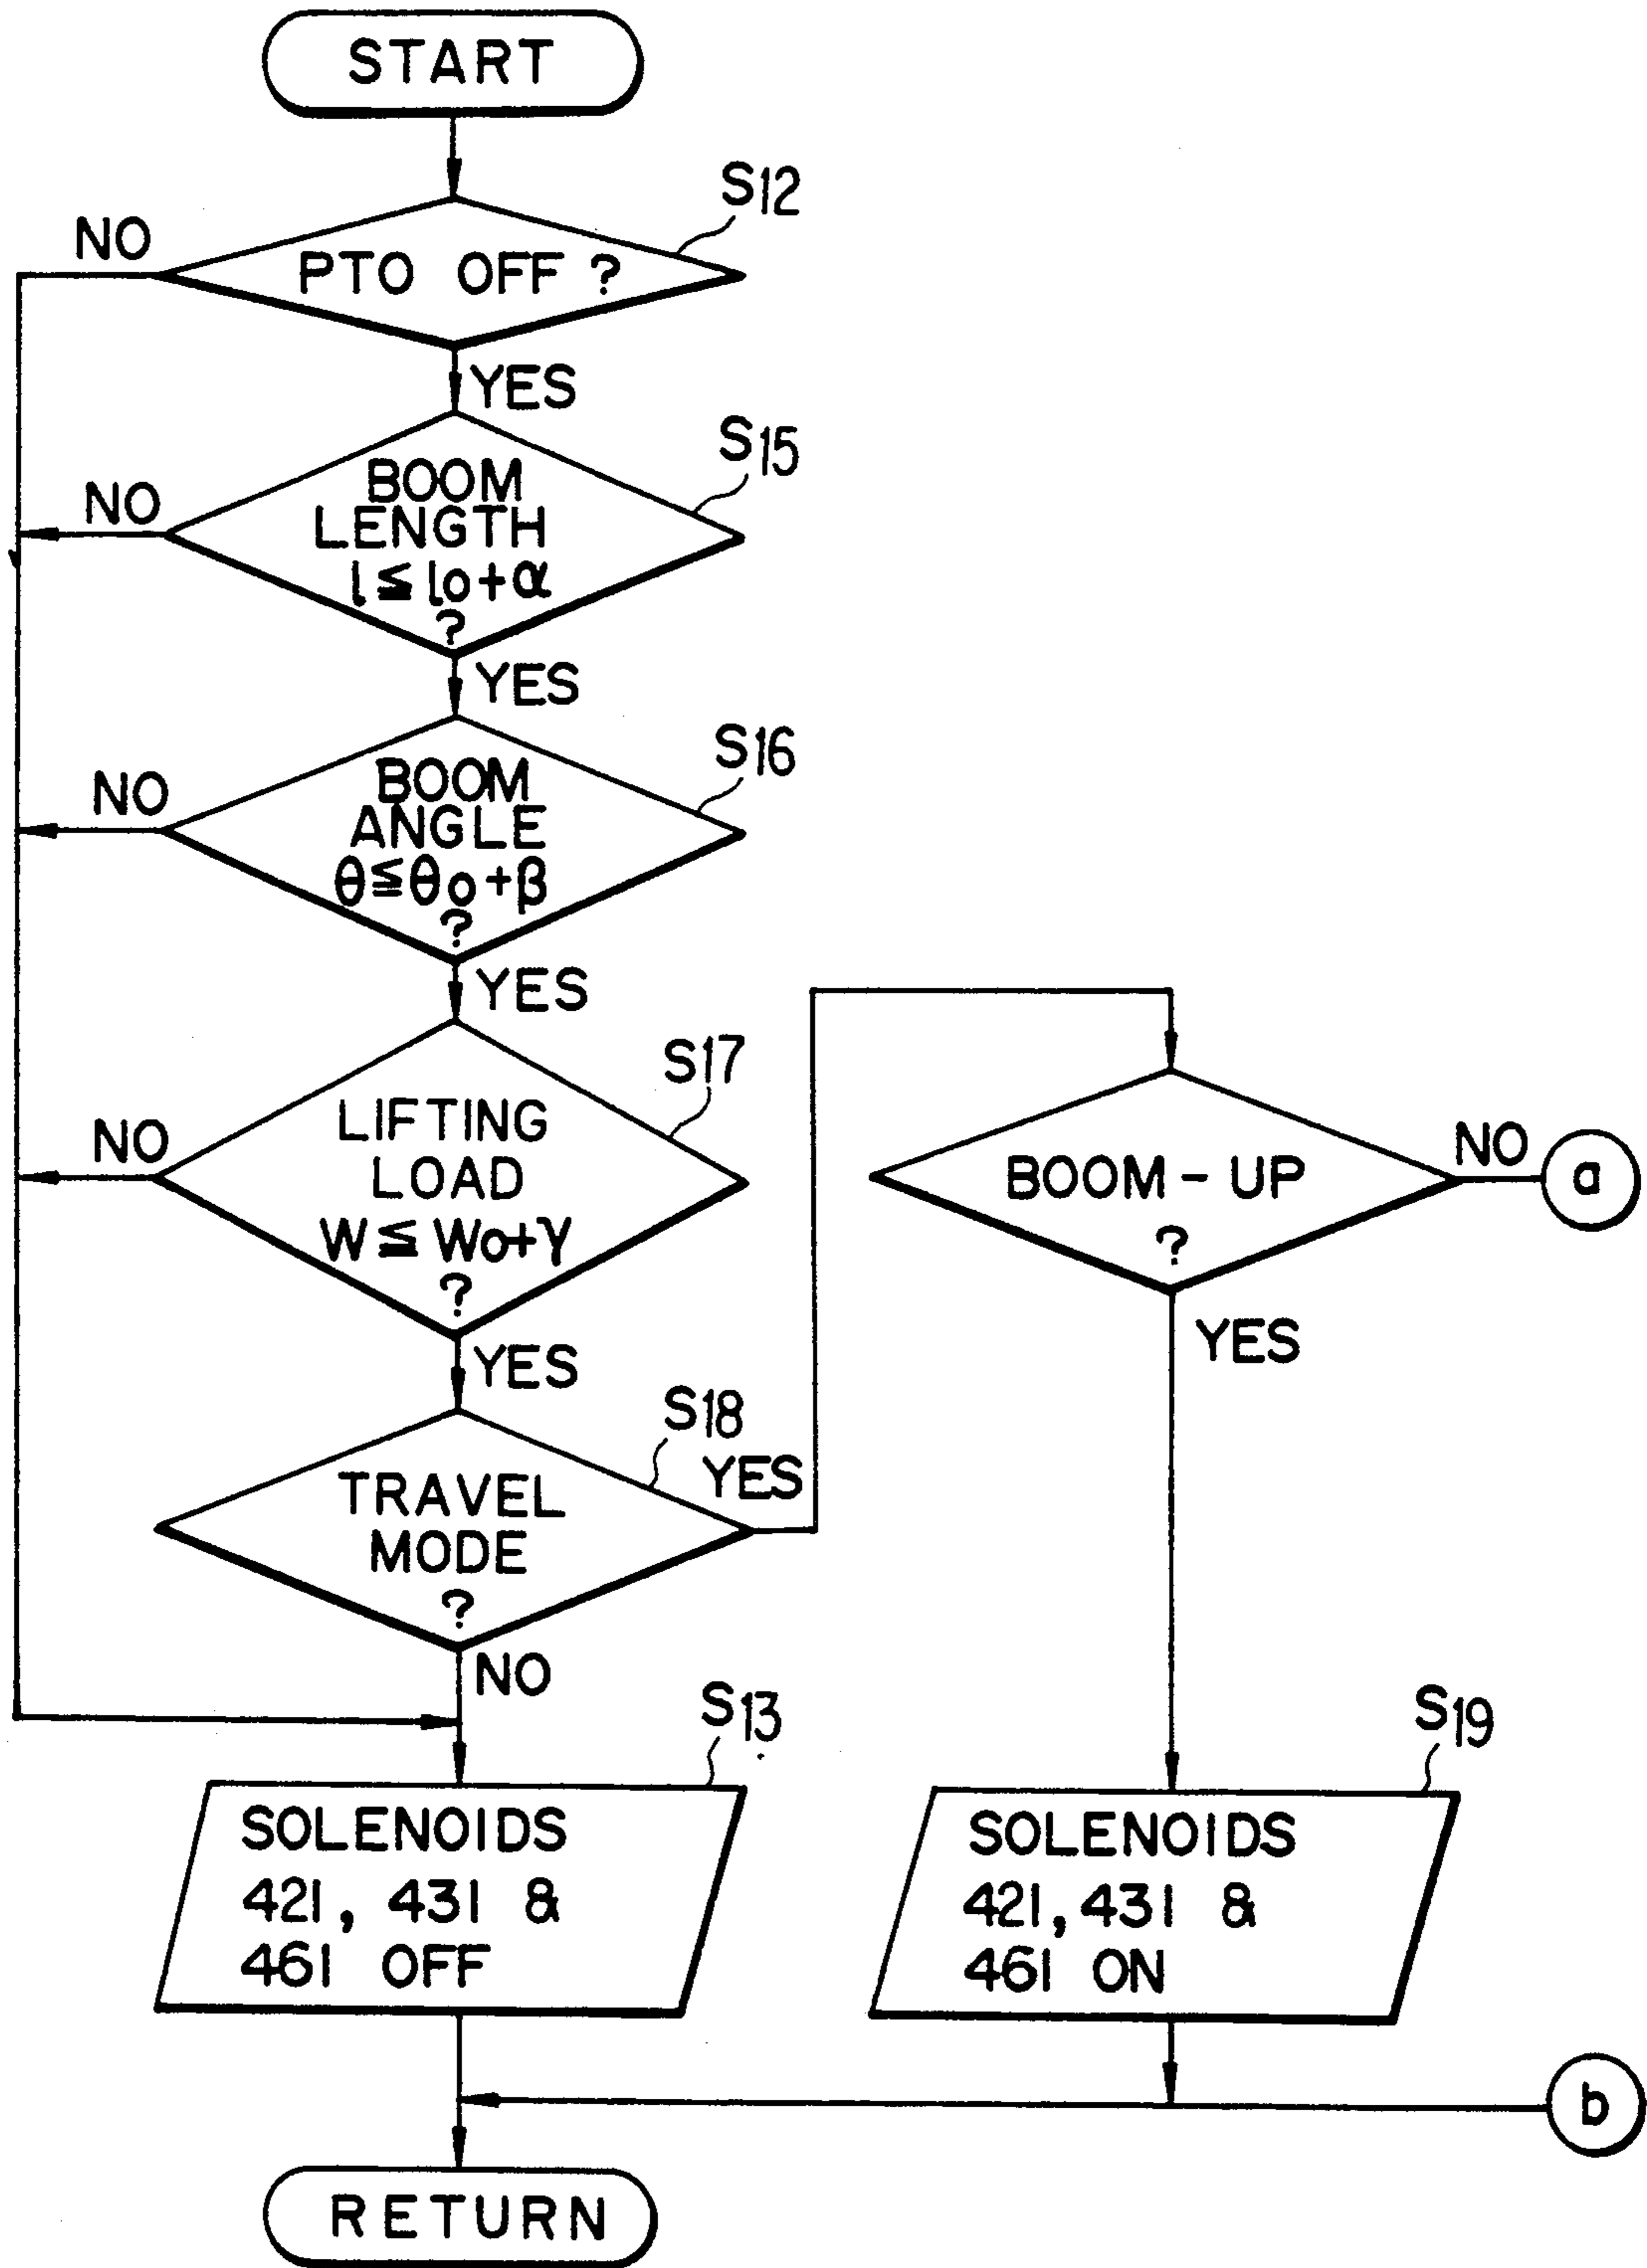 START
S12
NO
PTO OFF ?
YES
S15
NO
BOOM
LENGTH
l ≦ lo+α
?
YES
S16
NO
BOOM
ANGLE
θ≦θo+β
?
YES
S17
NO
LIFTING
LOAD
W ≦ Wo+γ
?
YES
BOOM-UP
?
NO
a
YES
S18
TRAVEL
MODE
?
YES
NO
S13
SOLENOIDS
421, 431 &
461 OFF
S19
SOLENOIDS
421, 431 &
461 ON
b
RETURN